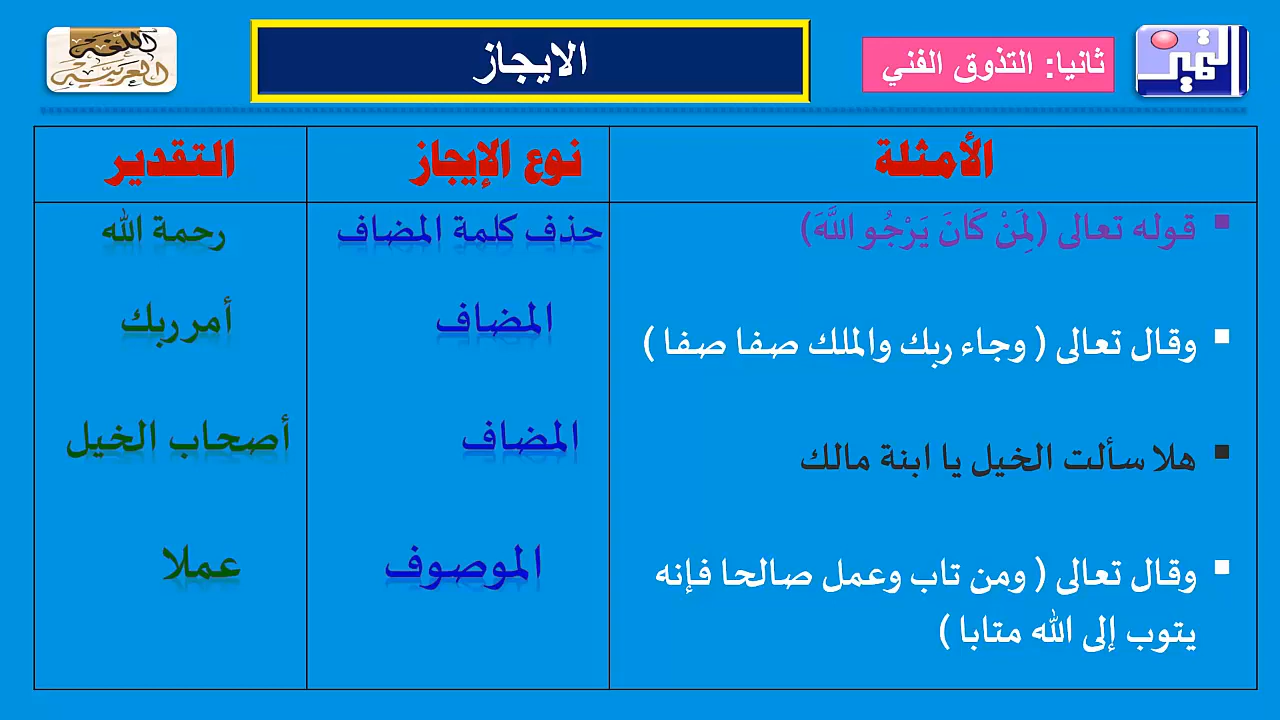 التميز
ثانيا: التذوق الفني
الايجاز
اللغة
العربية
الأمثلة
نوع الإيجاز
التقدير
قوله تعالى (لِمَنْ كَانَ يَرْجُو اللَّهَ)
حذف كلمة المضاف
رحمة الله
وقال تعالى ( وجاء ربك والملك صفا صفا )
المضاف
أمر ربك
هلا سألت الخيل يا ابنة مالك
المضاف
أصحاب الخيل
وقال تعالى ( ومن تاب وعمل صالحا فإنه
يتوب إلى الله متابا )
الموصوف
عملا